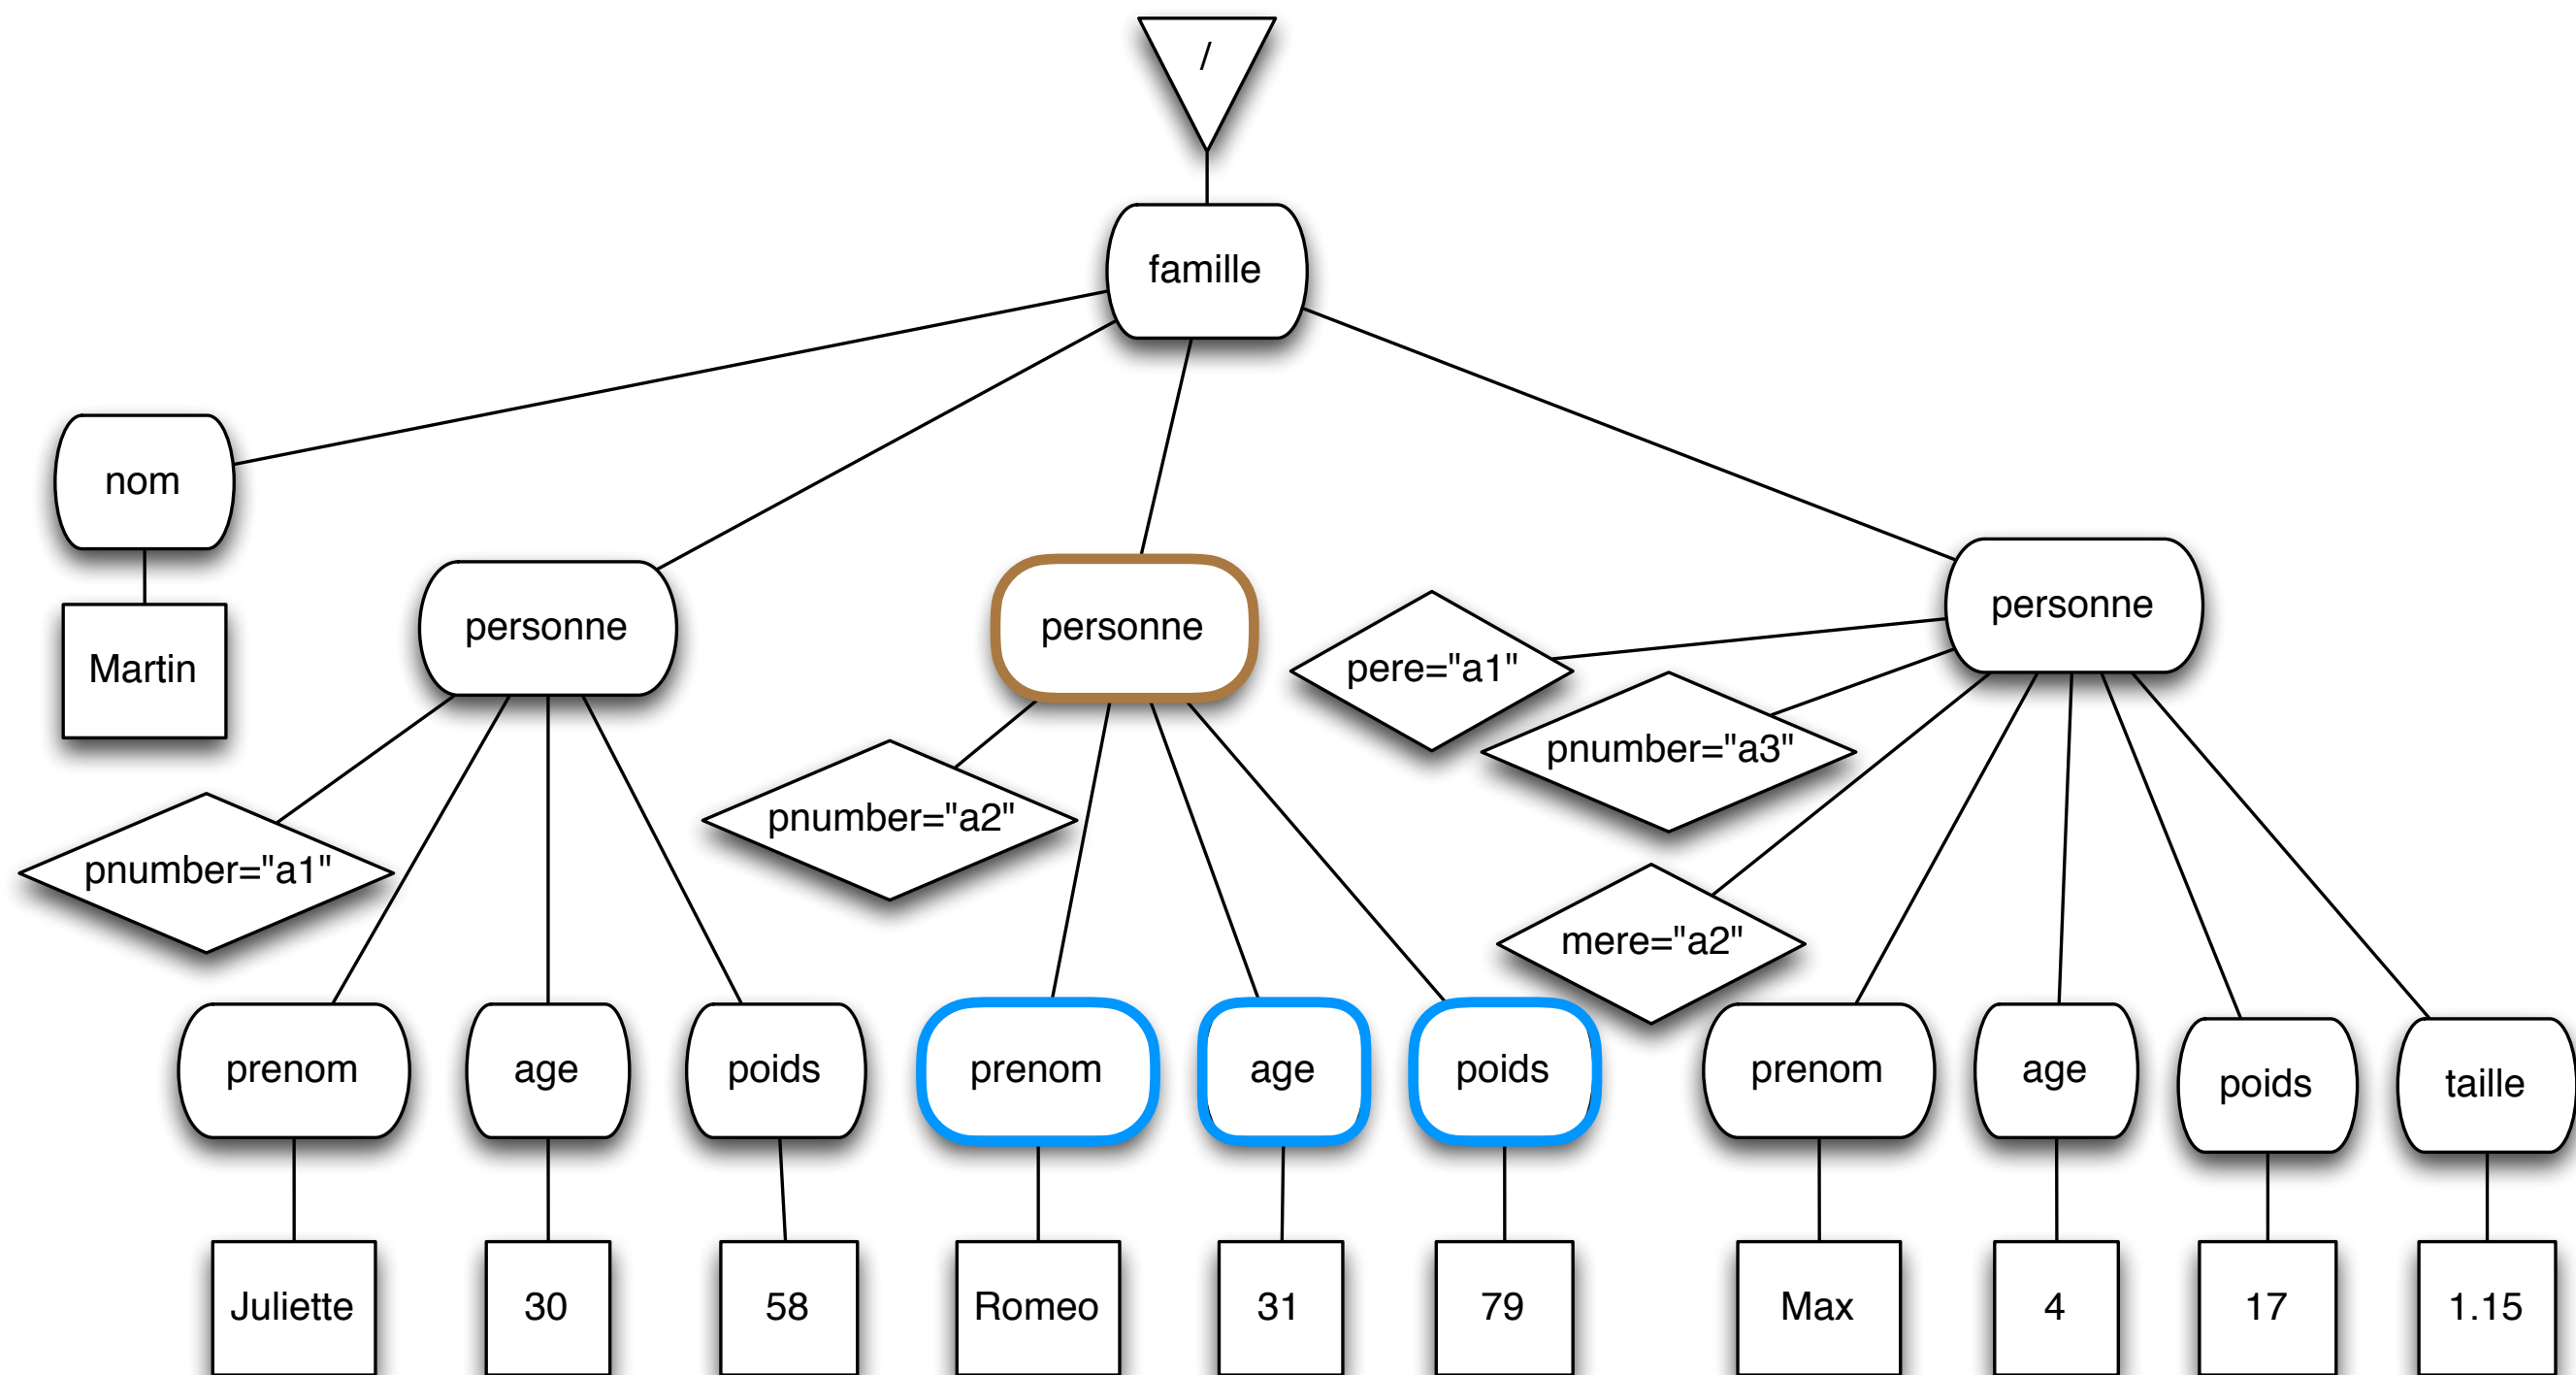 /
famille
nom
Martin
personne
personne
personne
pere="a1"
pnumber="a3"
pnumber="a2"
pnumber="a1"
mere="a2"
prenom
age
poids
prenom
age
poids
prenom
age
poids
taille
Juliette
30
58
Romeo
31
79
Max
4
17
1.15